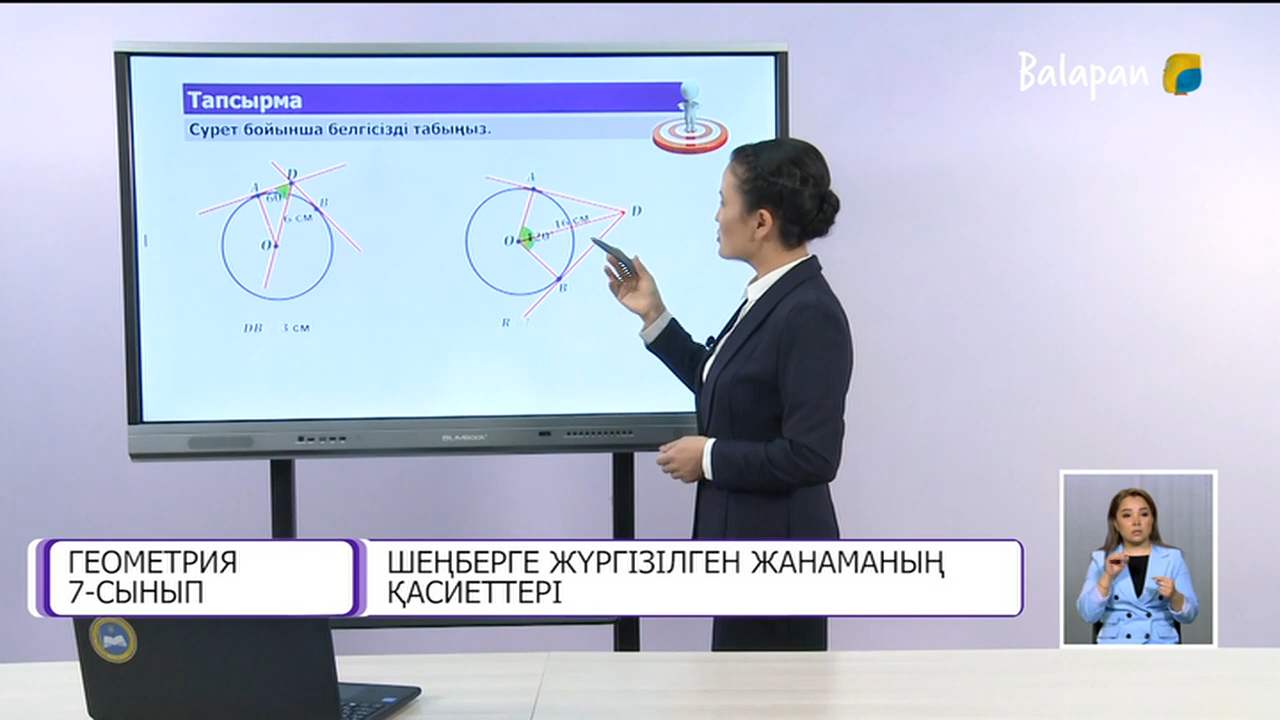 Balapan
Тапсырма
Сурет бойынша белгісізді табыңыз.
D
A
60
B
6 см
O
DB 3 см
A
D
16 см
O
120
B
R ?
ГЕОМЕТРИЯ
7-СЫНЫП
ШЕҢБЕРГЕ ЖҮРГІЗІЛГЕН ЖАНАМАНЫҢ
ҚАСИЕТТЕРІ